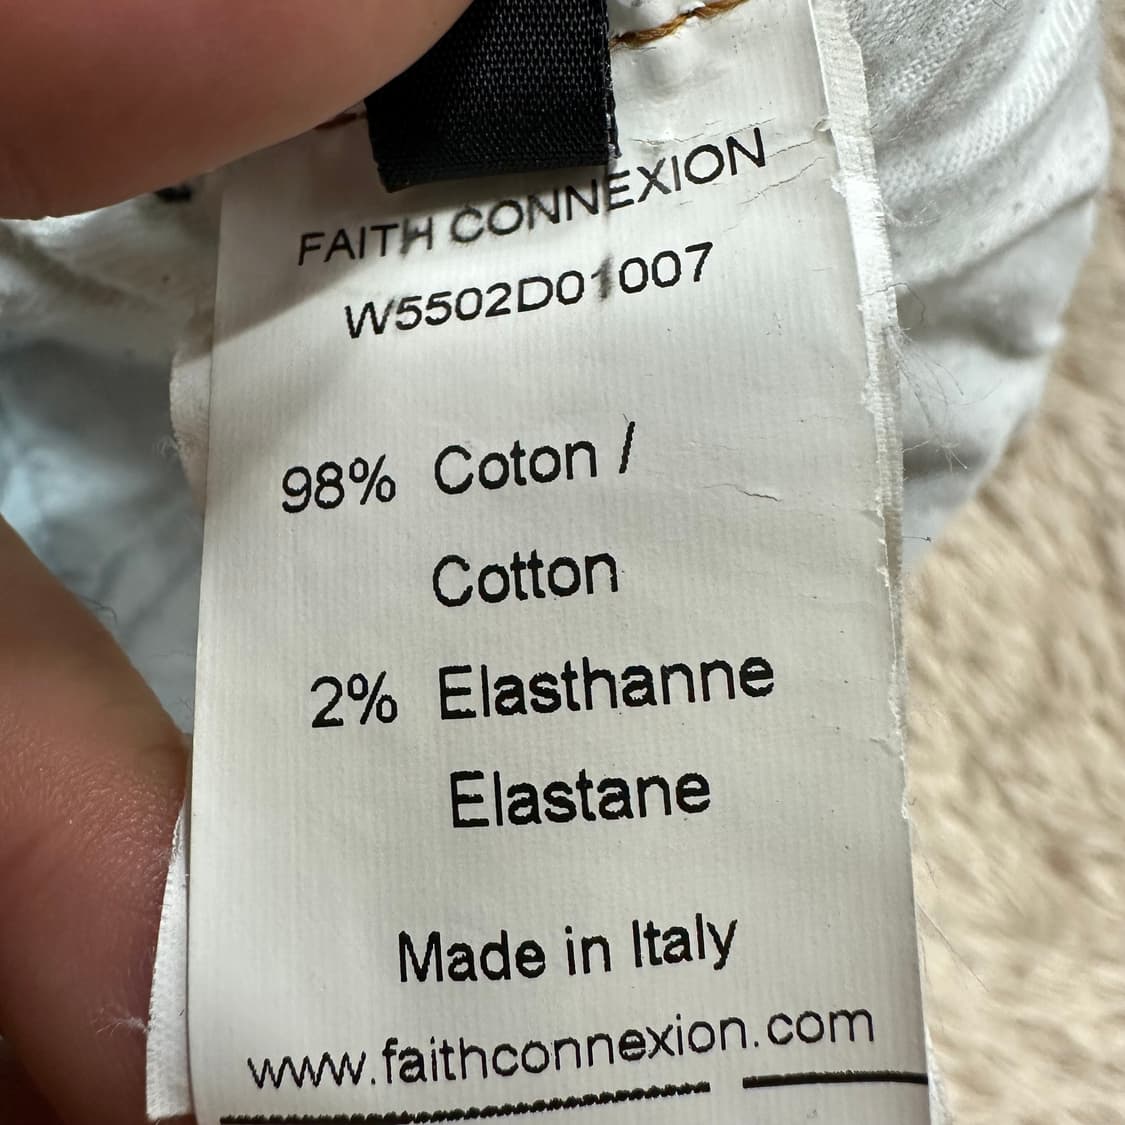 FAITH CONNEXION
W5502D01007
98% Coton /
Cotton
2% Elasthanne
Elastane
Made in Italy
www.faithconnexion.com